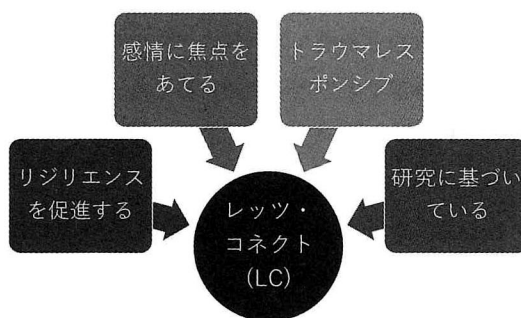 感情に焦点を
あてる
トラウマレス
ポンシブ
リジリエンス
を促進する
研究に基づい
ている
レッツ・
コネクト
(LC)